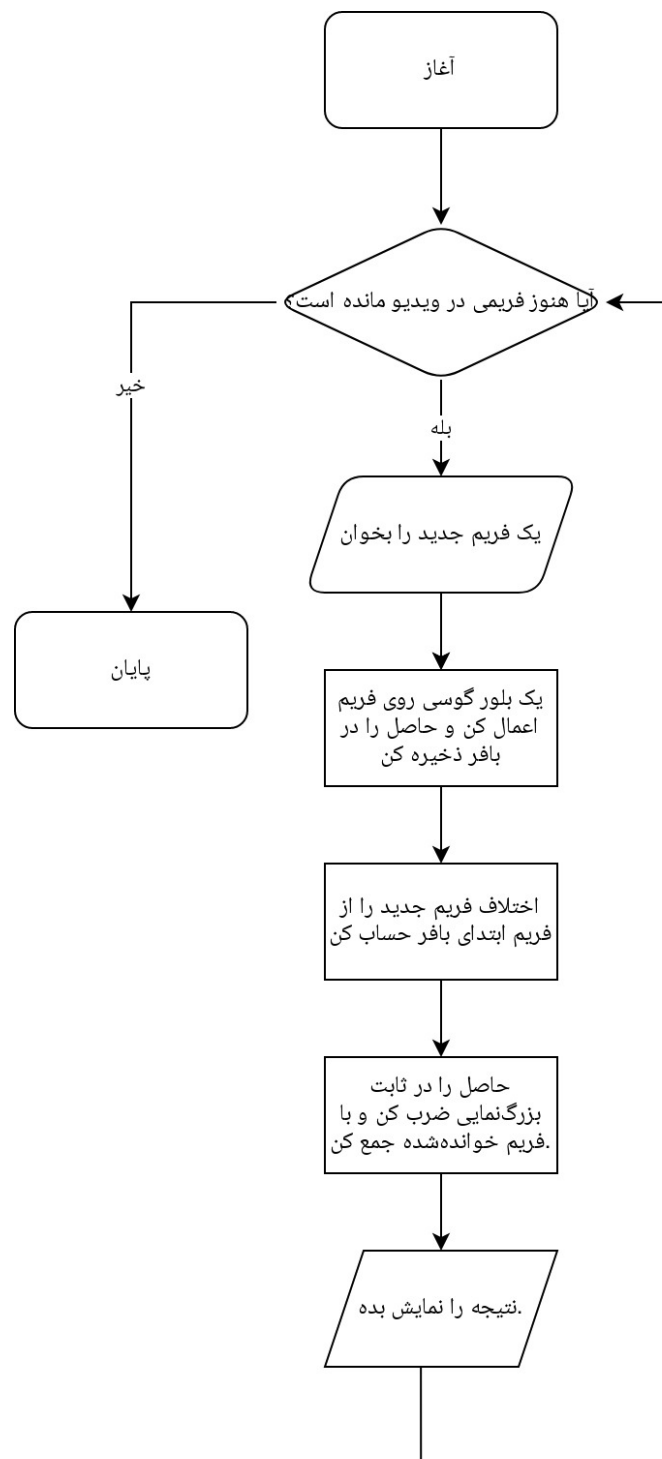 آغاز
آیا هنوز فریمی در ویدیو مانده است؟
خیر
بله
یک فریم جدید را بخوان
پایان
یک بلور گوسی روی فریم
اعمال کن و حاصل را در
بافر ذخیره کن
اختلاف فریم جدید را از
فریم ابتدای بافر حساب کن
حاصل را در ثابت
بزرگ‌نمایی ضرب کن و با
فریم خوانده‌شده جمع کن.
نتیجه را نمایش بده.